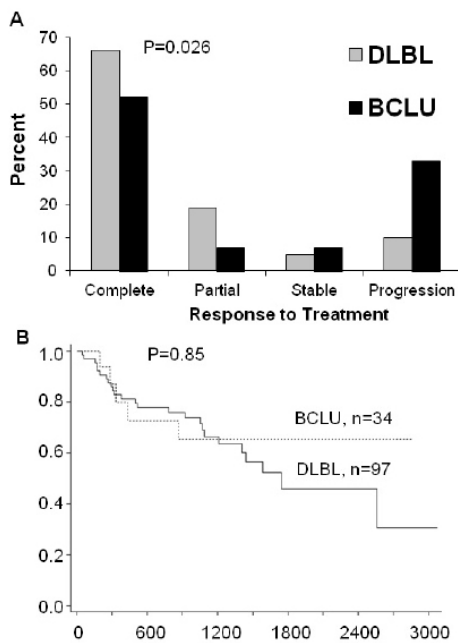 A
70
P=0.026
60
50
40
30
20
10
0
Percent
DLBL
BCLU
Complete Partial Stable Progression
Response to Treatment
B
1.0
P=0.85
0.8
BCLU, n=34
0.6
DLBL, n=97
0.4
0.2
0.0
0 600 1200 1800 2400 3000